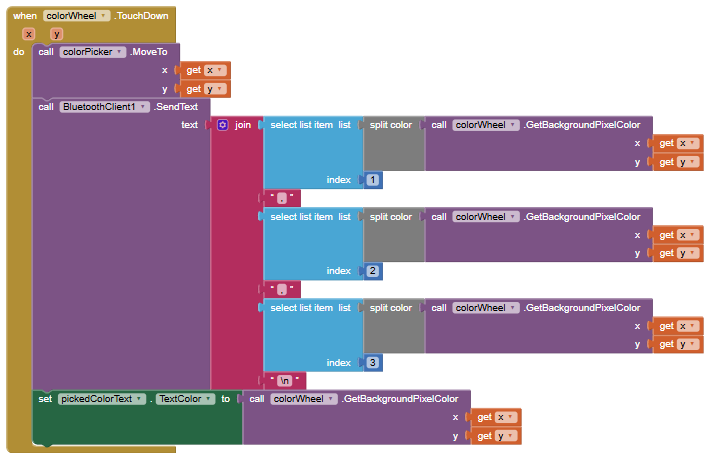 when colorWheel .TouchDown
x y
do call colorPicker .MoveTo
x get x
y get y
call BluetoothClient1 .SendText
text join select list item list split color call colorWheel .GetBackgroundPixelColor
x get x
y get y
index 1
" . "
select list item list split color call colorWheel .GetBackgroundPixelColor
x get x
y get y
index 2
" . "
select list item list split color call colorWheel .GetBackgroundPixelColor
x get x
y get y
index 3
" \n "
set pickedColorText . TextColor to call colorWheel .GetBackgroundPixelColor
x get x
y get y